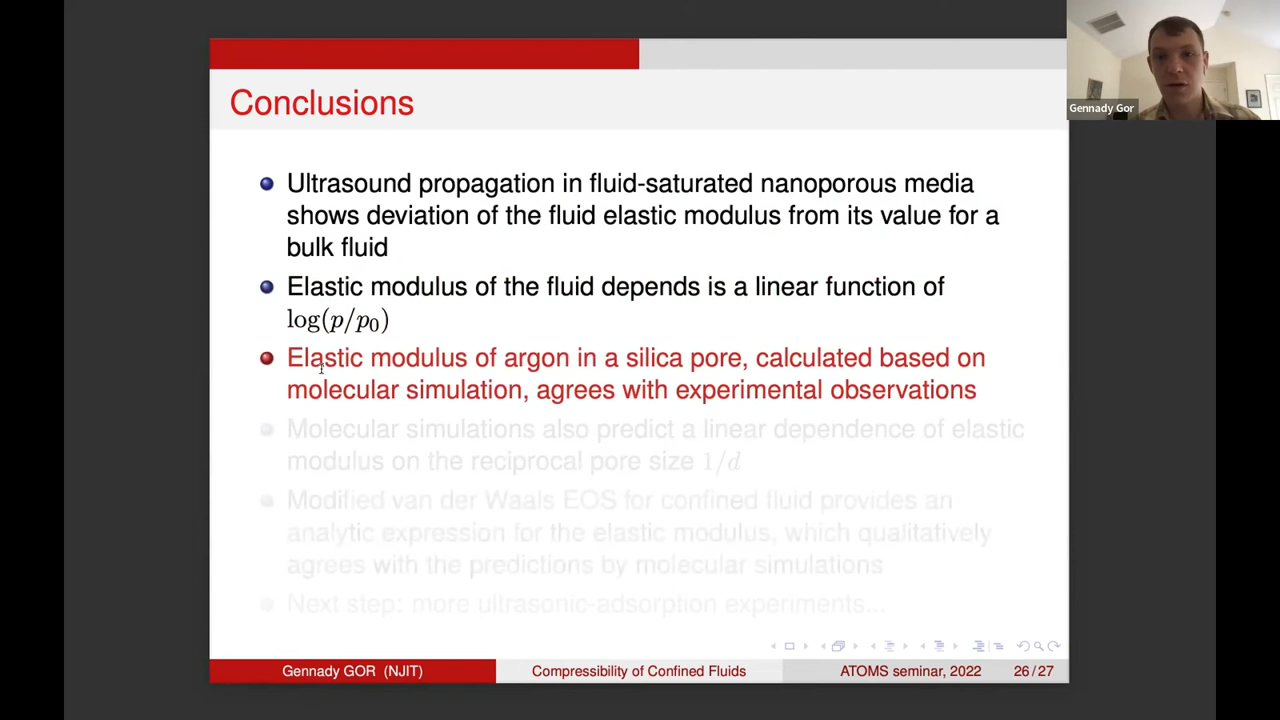 Conclusions
Gennady Gor
Ultrasound propagation in fluid-saturated nanoporous media
shows deviation of the fluid elastic modulus from its value for a
bulk fluid
Elastic modulus of the fluid depends is a linear function of
log(p/p₀)
Elastic modulus of argon in a silica pore, calculated based on
molecular simulation, agrees with experimental observations
Molecular simulations also predict a linear dependence of elastic
modulus on the reciprocal pore size 1/d
Modified van der Waals EOS for confined fluid provides an
analytic expression for the elastic modulus, which qualitatively
agrees with the predictions by molecular simulations
Next step: more ultrasonic-adsorption experiments...
Gennady GOR (NJIT) Compressibility of Confined Fluids ATOMS seminar, 2022 26/27